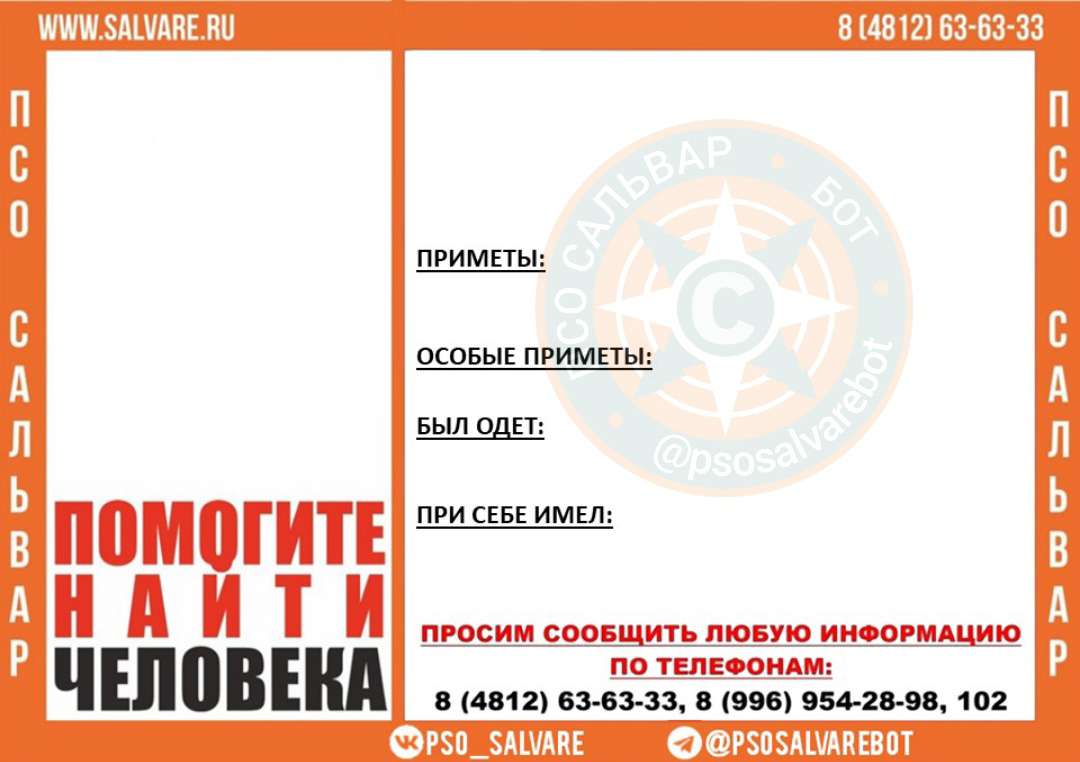 WWW.SALVARE.RU
8 (4812) 63-63-33
ПСО САЛЬВАР
ПСО САЛЬВАР
ПСО САЛЬВАР БОТ
С
@psosalvarebot
ПРИМЕТЫ:
ОСОБЫЕ ПРИМЕТЫ:
БЫЛ ОДЕТ:
ПРИ СЕБЕ ИМЕЛ:
ПОМОГИТЕ
НАЙТИ
ЧЕЛОВЕКА
ПРОСИМ СООБЩИТЬ ЛЮБУЮ ИНФОРМАЦИЮ
ПО ТЕЛЕФОНАМ:
8 (4812) 63-63-33, 8 (996) 954-28-98, 102
PSO_SALVARE
@PSOSALVAREBOT